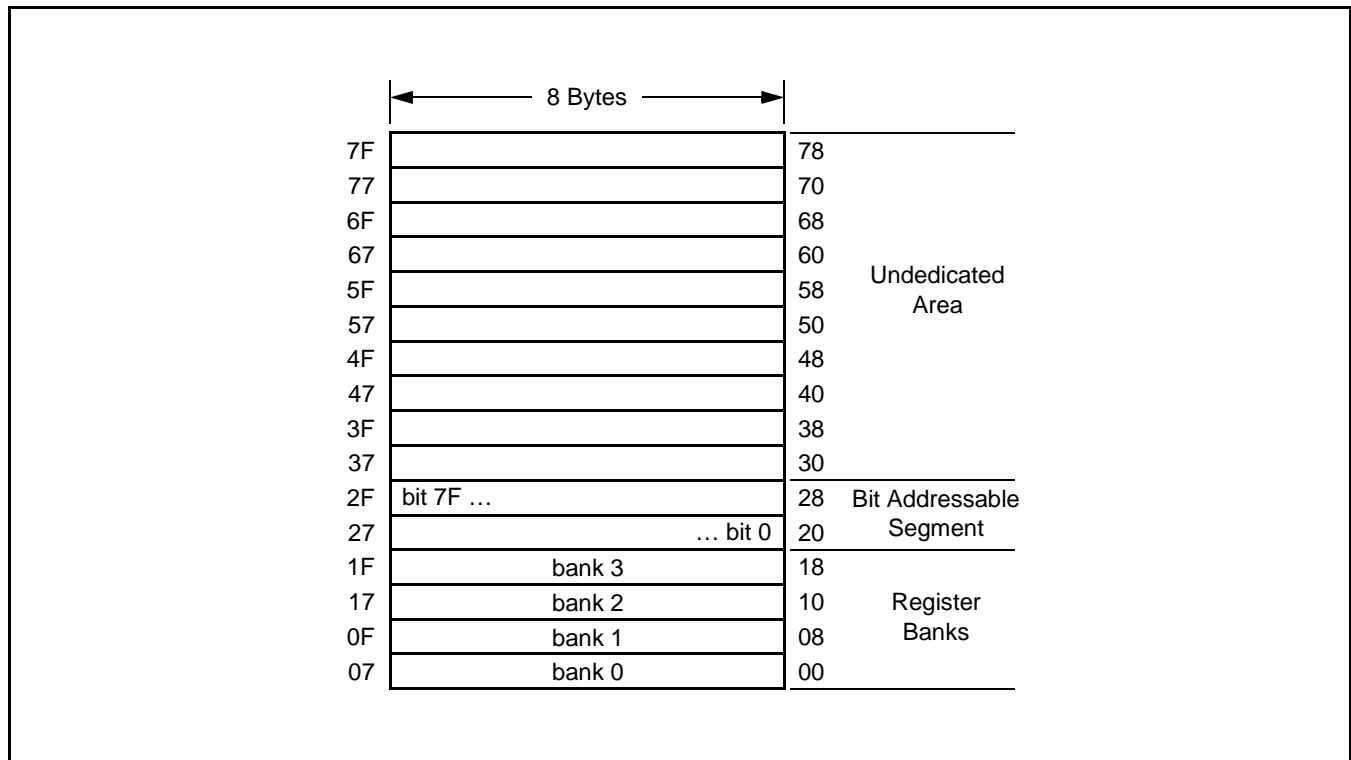 8 Bytes
7F 78
77 70
6F 68
67 60
5F 58 Undedicated
Area
57 50
4F 48
47 40
3F 38
37 30
2F bit 7F … 28 Bit Addressable
27 … bit 0 20 Segment
1F bank 3 18
17 bank 2 10 Register
0F bank 1 08 Banks
07 bank 0 00